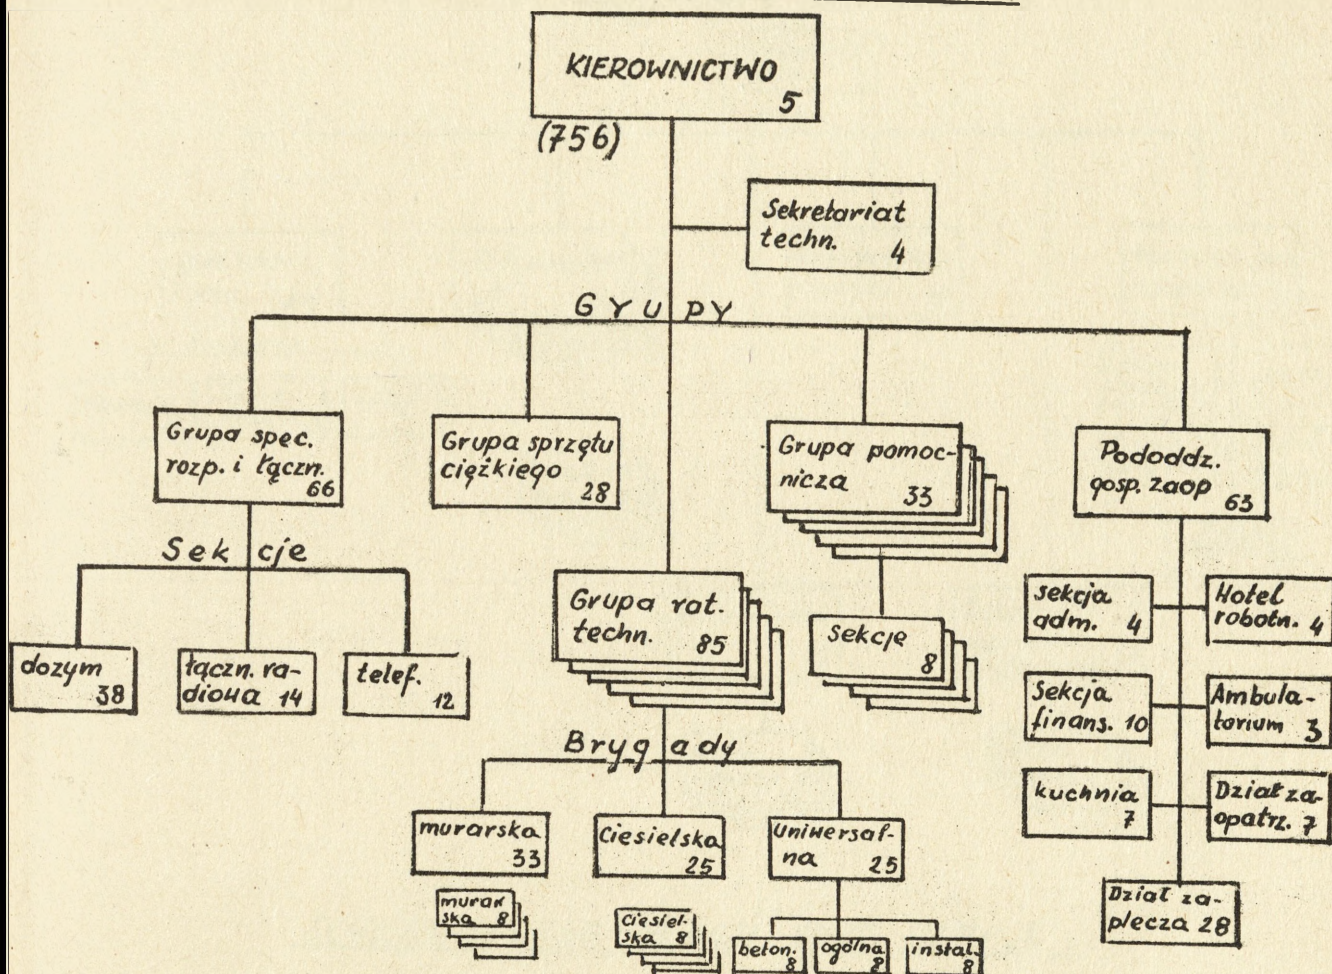 KIEROWNICTWO
5
(756)
Sekretariat
techn. 4
Grupy
Grupa spec.
rozp. i łączn.
66
Grupa sprzętu
ciężkiego
28
Grupa pomoc-
nicza 33
Pododdz.
gosp. zaop
63
Sekcje
dozym
38
łączn. ra-
diowa 14
telef.
12
Grupa rat.
techn. 85
Sekcje
8
sekcja
adm. 4
Hotel
robotn. 4
Sekcja
finans. 10
Ambula-
torium 3
kuchnia
7
Dział za-
opatrz. 7
Dział za-
plecza 28
Brygady
murarska
33
Ciesielska
25
Uniwersal-
na 25
murar
ska 8
Ciesiel-
ska 8
beton.
8
ogólna
8
instal.
8